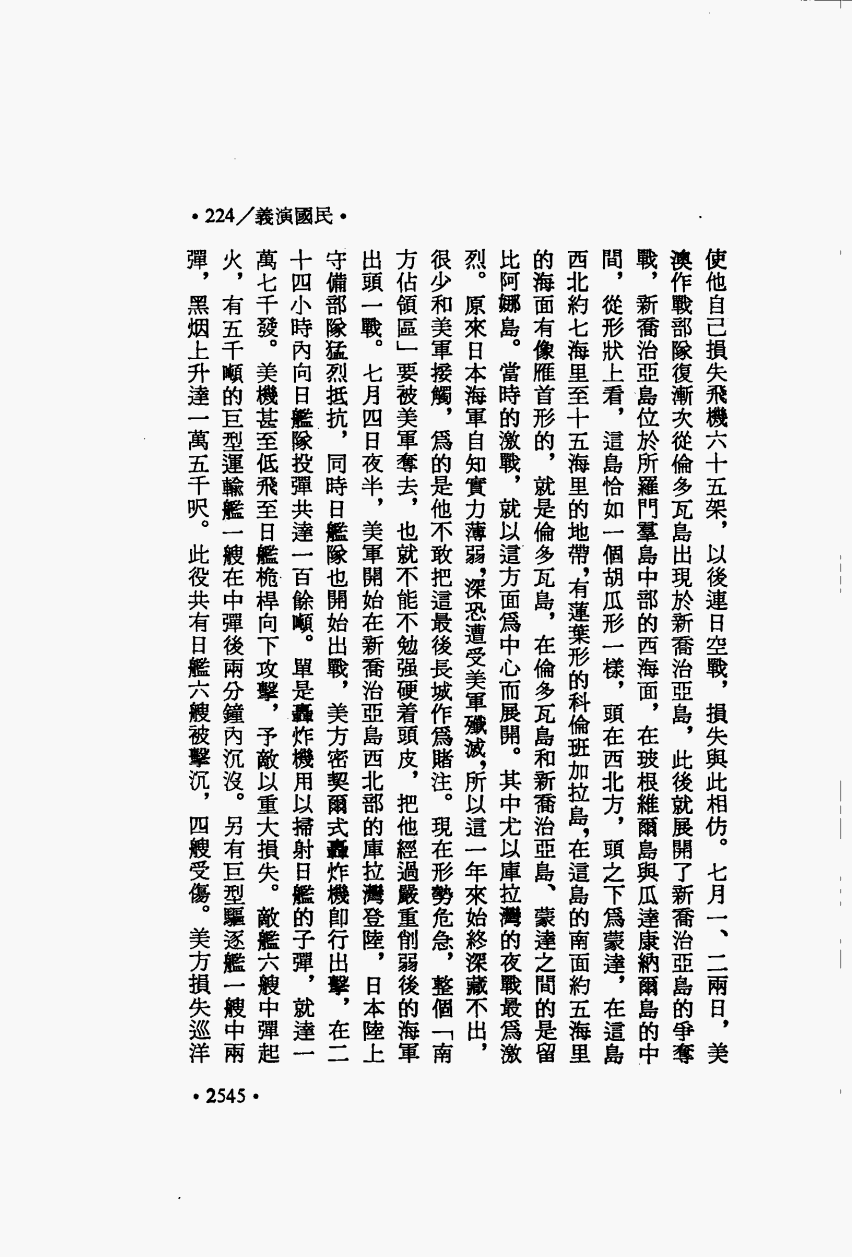 •224／義演國民•
使他自己損失飛機六十五架，以後連日空戰，損失與此相仿。七月一、二兩日，美
澳作戰部隊復漸次從倫多瓦島出現於新喬治亞島，此後就展開了新喬治亞島的爭奪
戰，新喬治亞島位於所羅門羣島中部的西海面，在玻根維爾島與瓜達康納爾島的中
間，從形狀上看，這島恰如一個胡瓜形一樣，頭在西北方，頭之下爲蒙達，在這島
西北約七海里至十五海里的地帶，有蓮葉形的科倫班加拉島，在這島的南面約五海里
的海面有像雁首形的，就是倫多瓦島，在倫多瓦島和新喬治亞島、蒙達之間的是留
比阿娜島。當時的激戰，就以這方面爲中心而展開。其中尤以庫拉灣的夜戰最爲激
烈。原來日本海軍自知實力薄弱，深恐遭受美軍殲滅，所以這一年來始終深藏不出，
很少和美軍接觸，爲的是他不敢把這最後長城作爲賭注。現在形勢危急，整個「南
方佔領區」要被美軍奪去，也就不能不勉强硬着頭皮，把他經過嚴重削弱後的海軍
出頭一戰。七月四日夜半，美軍開始在新喬治亞島西北部的庫拉灣登陸，日本陸上
守備部隊猛烈抵抗，同時日艦隊也開始出戰，美方密契爾式轟炸機卽行出擊，在二
十四小時內向日艦隊投彈共達一百餘噸。單是轟炸機用以掃射日艦的子彈，就達一
萬七千發。美機甚至低飛至日艦桅桿向下攻擊，予敵以重大損失。敵艦六艘中彈起
火，有五千噸的巨型運輸艦一艘在中彈後兩分鐘內沉沒。另有巨型驅逐艦一艘中兩
彈，黑烟上升達一萬五千呎。此役共有日艦六艘被擊沉，四艘受傷。美方損失巡洋
•2545•